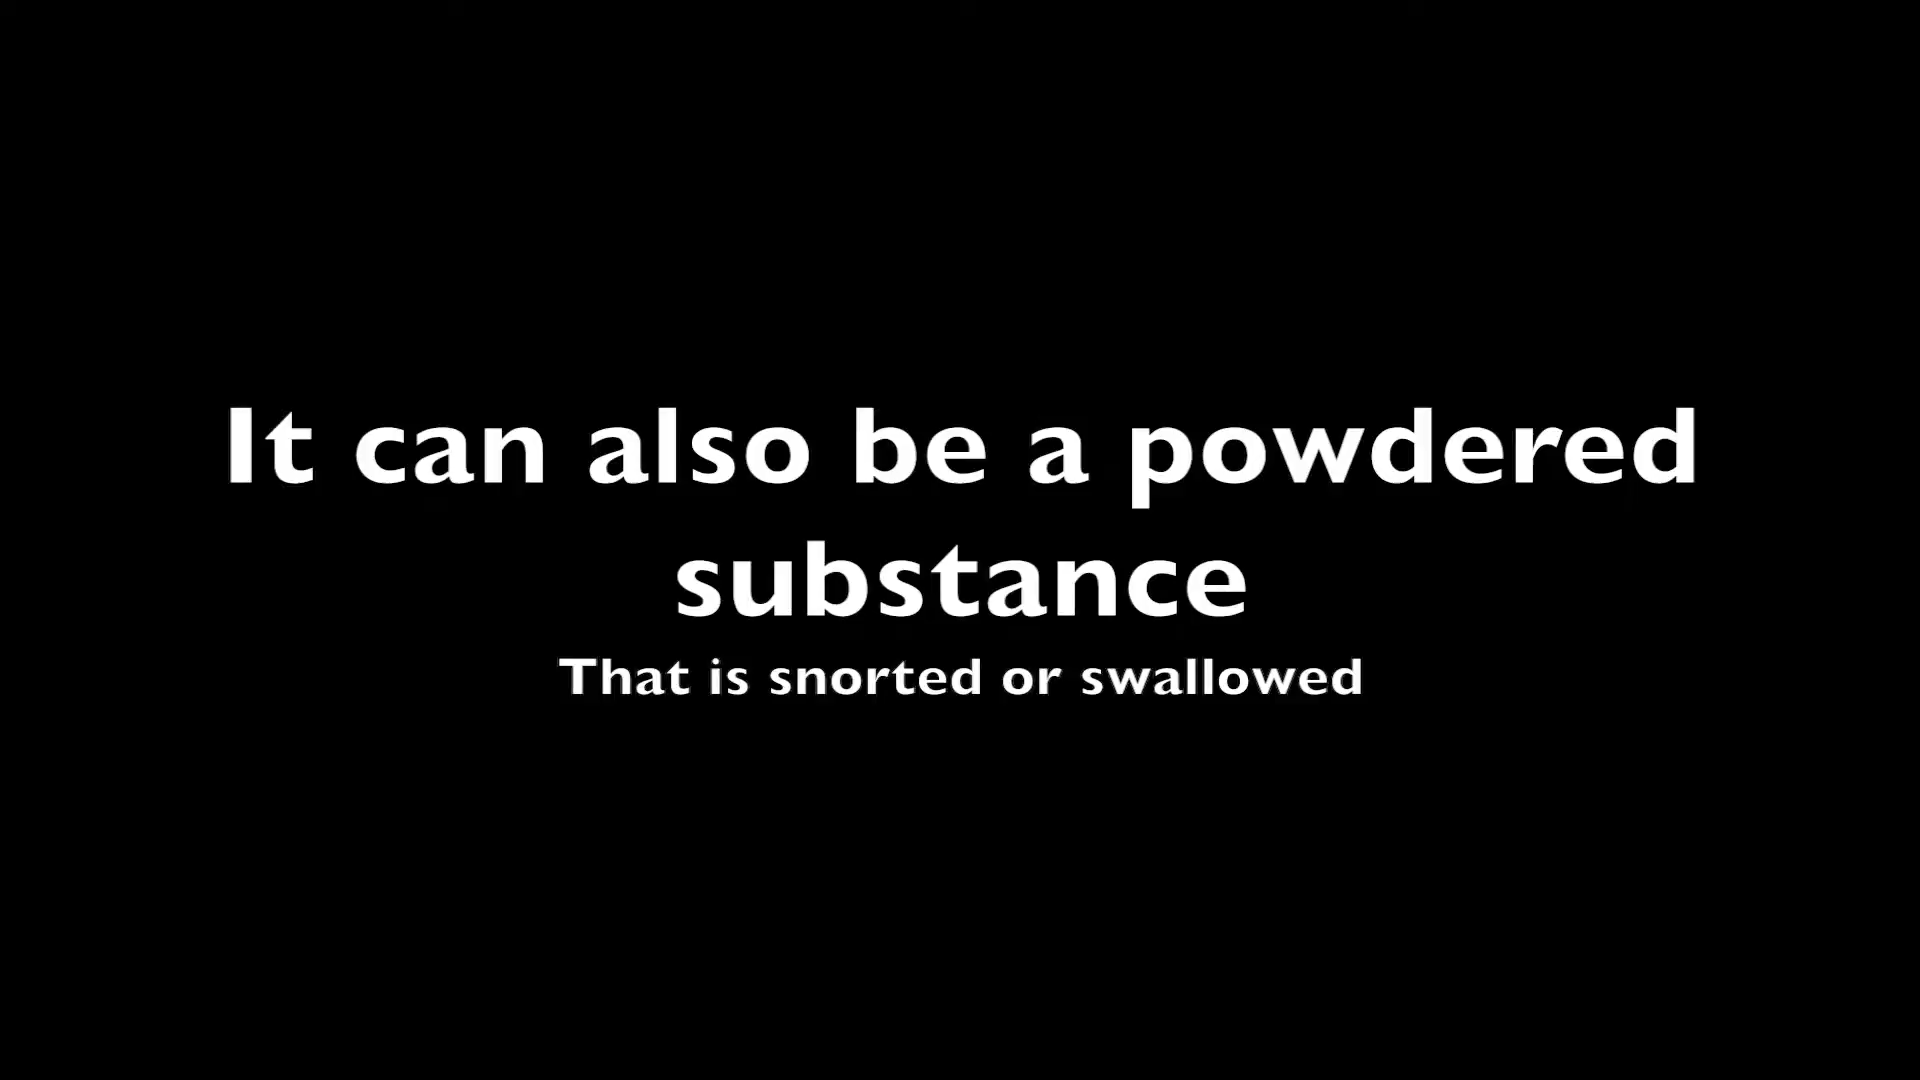 It can also be a powdered
substance
That is snorted or swallowed